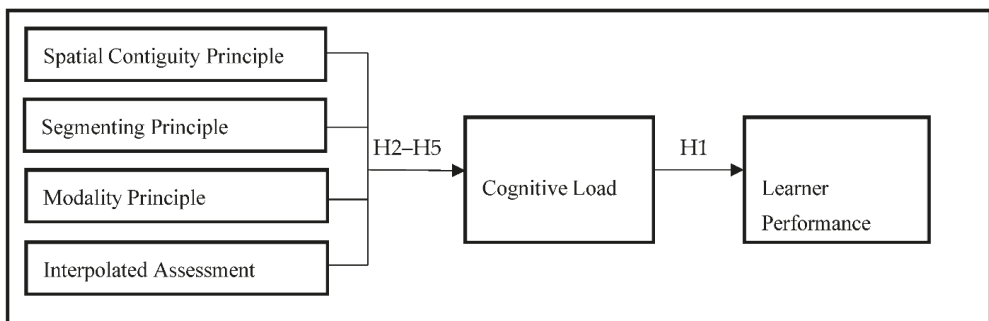 Spatial Contiguity Principle
Segmenting Principle
Modality Principle
Interpolated Assessment
H2–H5
Cognitive Load
H1
Learner
Performance